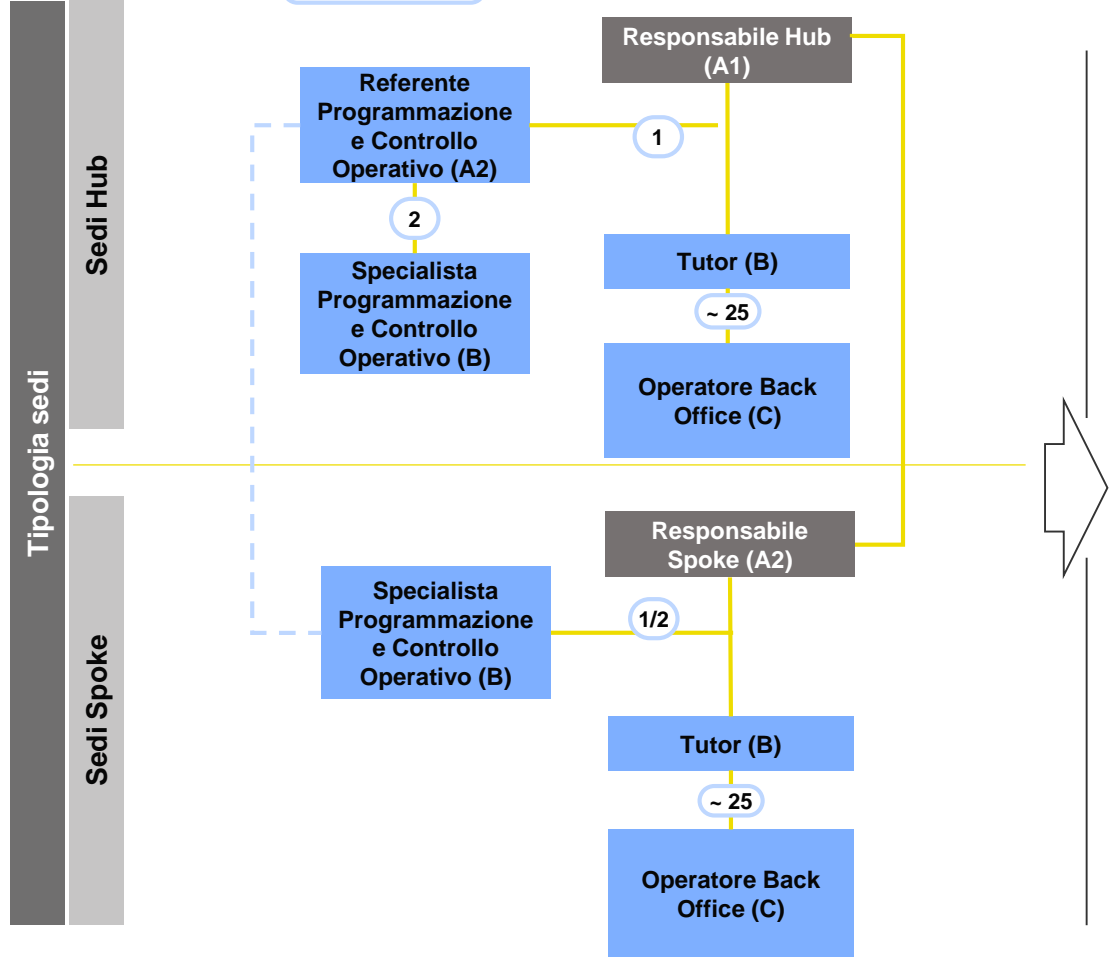 Tipologia sedi
Sedi Hub
Responsabile Hub
(A1)
Referente
Programmazione
e Controllo
Operativo (A2)
1
2
Specialista
Programmazione
e Controllo
Operativo (B)
Tutor (B)
~ 25
Operatore Back
Office (C)
Sedi Spoke
Responsabile
Spoke (A2)
Specialista
Programmazione
e Controllo
Operativo (B)
1/2
Tutor (B)
~ 25
Operatore Back
Office (C)